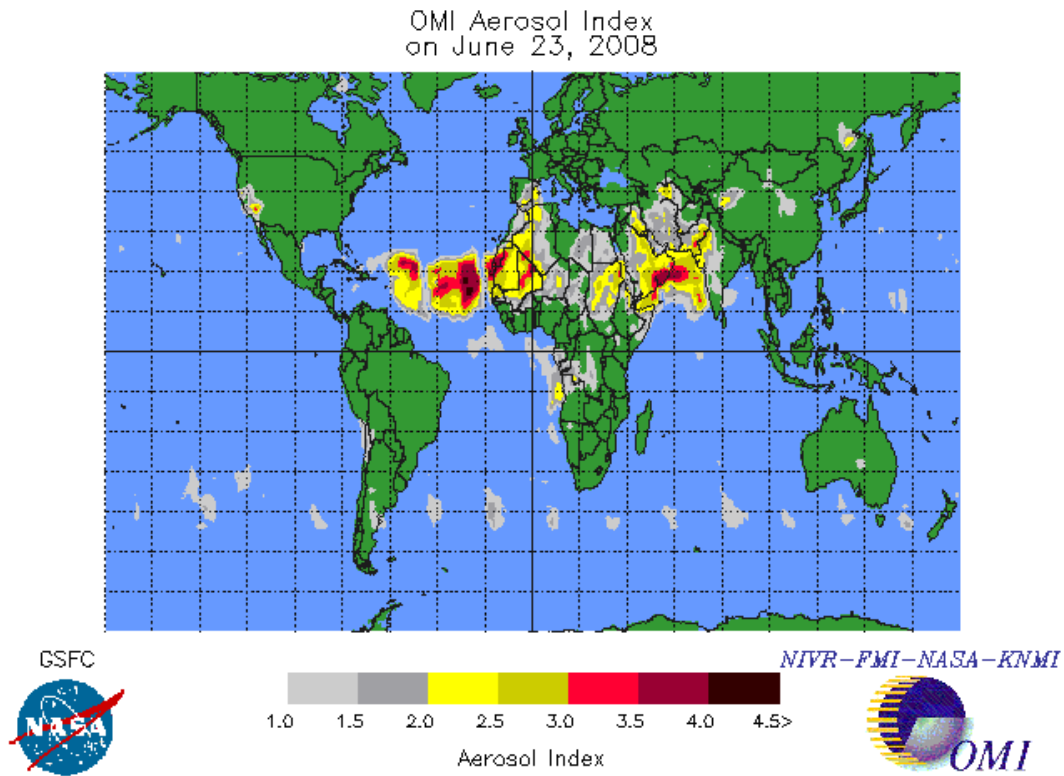 OMI Aerosol Index
on June 23, 2008
GSFC
NIVR-FMI-NASA-KNMI
NASA
1.0 1.5 2.0 2.5 3.0 3.5 4.0 4.5>
Aerosol Index
OMI